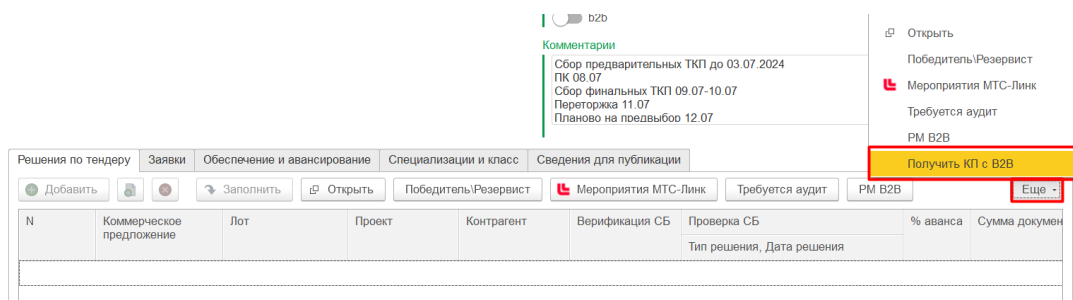 b2b
Комментарии
Сбор предварительных ТКП до 03.07.2024
ПК 08.07
Сбор финальных ТКП 09.07-10.07
Переторжка 11.07
Планово на предвыбор 12.07
Открыть
Победитель\Резервист
Мероприятия МТС-Линк
Требуется аудит
РМ B2B
Получить КП с B2B
Решения по тендеру Заявки Обеспечение и авансирование Специализации и класс Сведения для публикации
Добавить Заполнить Открыть Победитель\Резервист Мероприятия МТС-Линк Требуется аудит РМ B2B Еще
N Коммерческое предложение Лот Проект Контрагент Верификация СБ Проверка СБ % аванса Сумма докумен
Тип решения, Дата решения